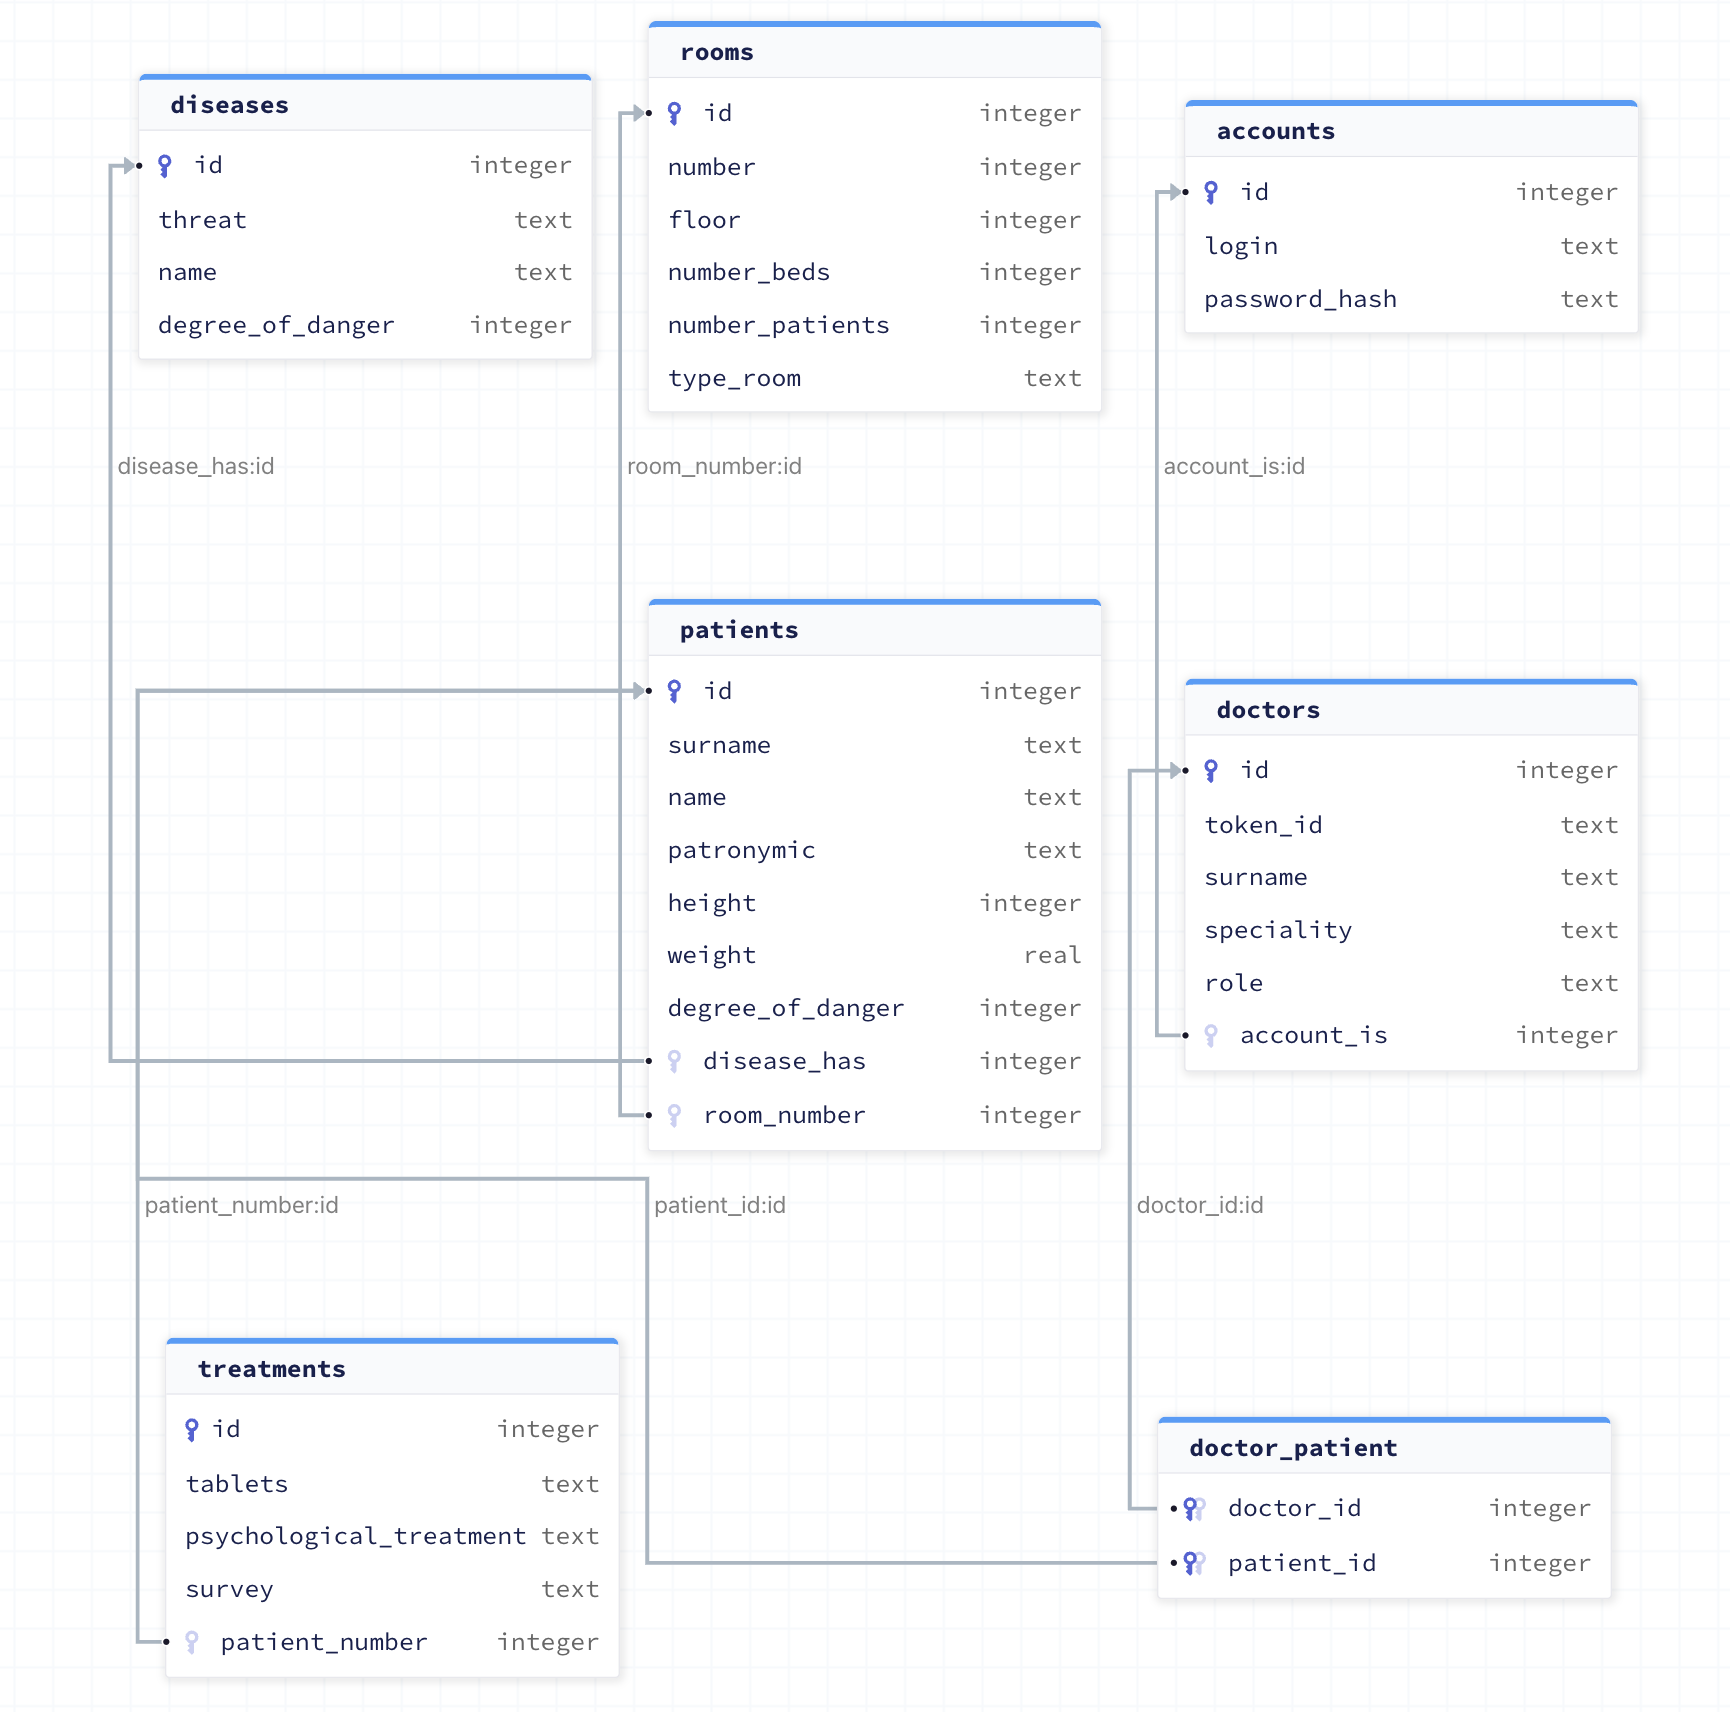 rooms
id integer
number integer
floor integer
number_beds integer
number_patients integer
type_room text
diseases
id integer
threat text
name text
degree_of_danger integer
accounts
id integer
login text
password_hash text
disease_has:id
room_number:id
account_is:id
patients
id integer
surname text
name text
patronymic text
height integer
weight real
degree_of_danger integer
disease_has integer
room_number integer
doctors
id integer
token_id text
surname text
speciality text
role text
account_is integer
patient_number:id
patient_id:id
doctor_id:id
treatments
id integer
tablets text
psychological_treatment text
survey text
patient_number integer
doctor_patient
doctor_id integer
patient_id integer